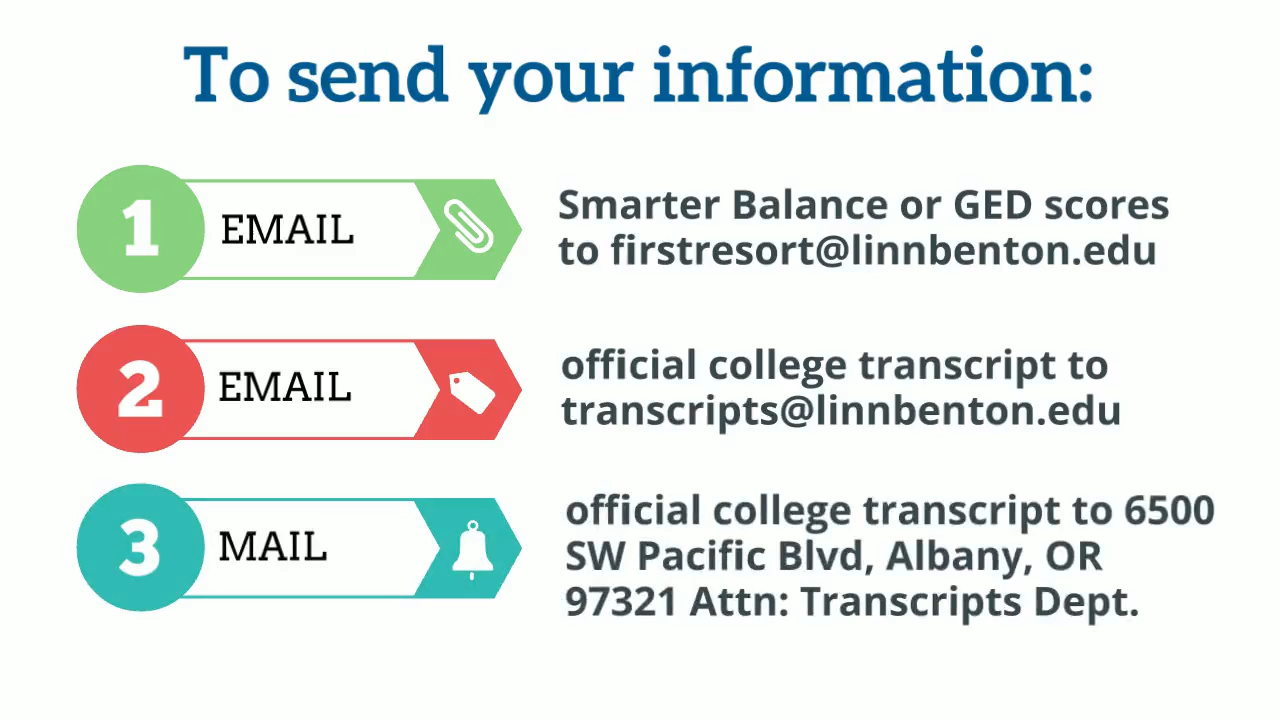 To send your information:
1 EMAIL
Smarter Balance or GED scores
to firstresort@linnbenton.edu
2 EMAIL
official college transcript to
transcripts@linnbenton.edu
3 MAIL
official college transcript to 6500
SW Pacific Blvd, Albany, OR
97321 Attn: Transcripts Dept.